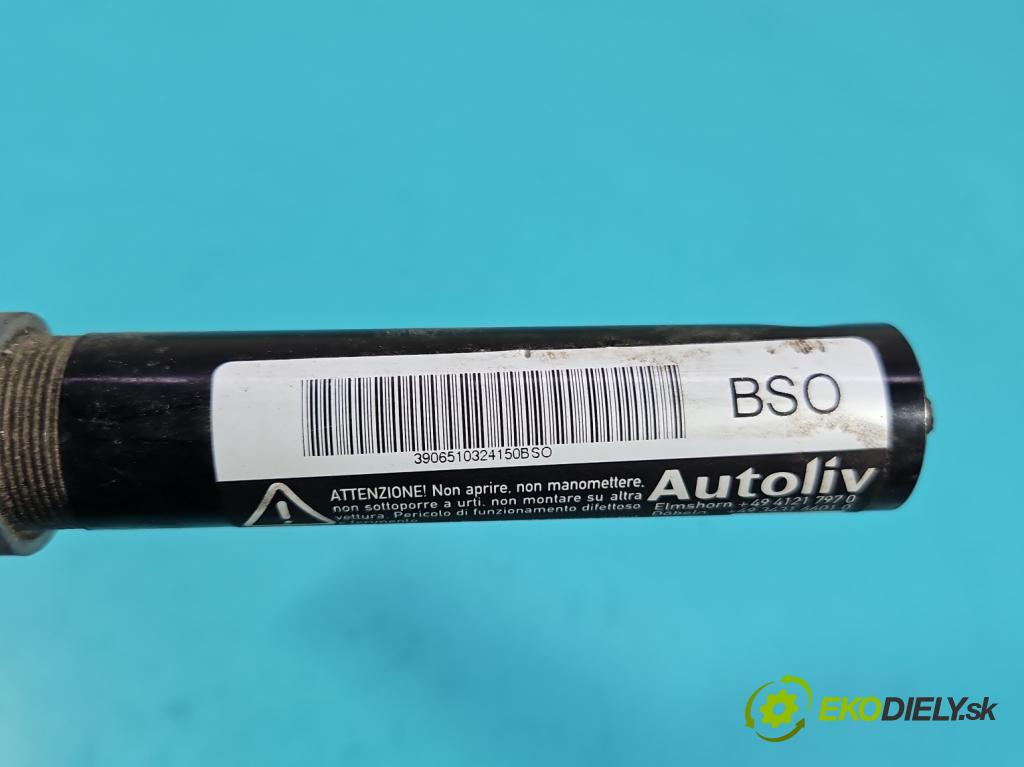 BSO
3906510324150BSO
ATTENZIONE! Non aprire, non manomettere,
non sottoporre a urti, non montare su altra
vettura. Pericolo di funzionamento difettoso
Autoliv
Elmshorn +49 4121 797 0
EKODIELY.sk